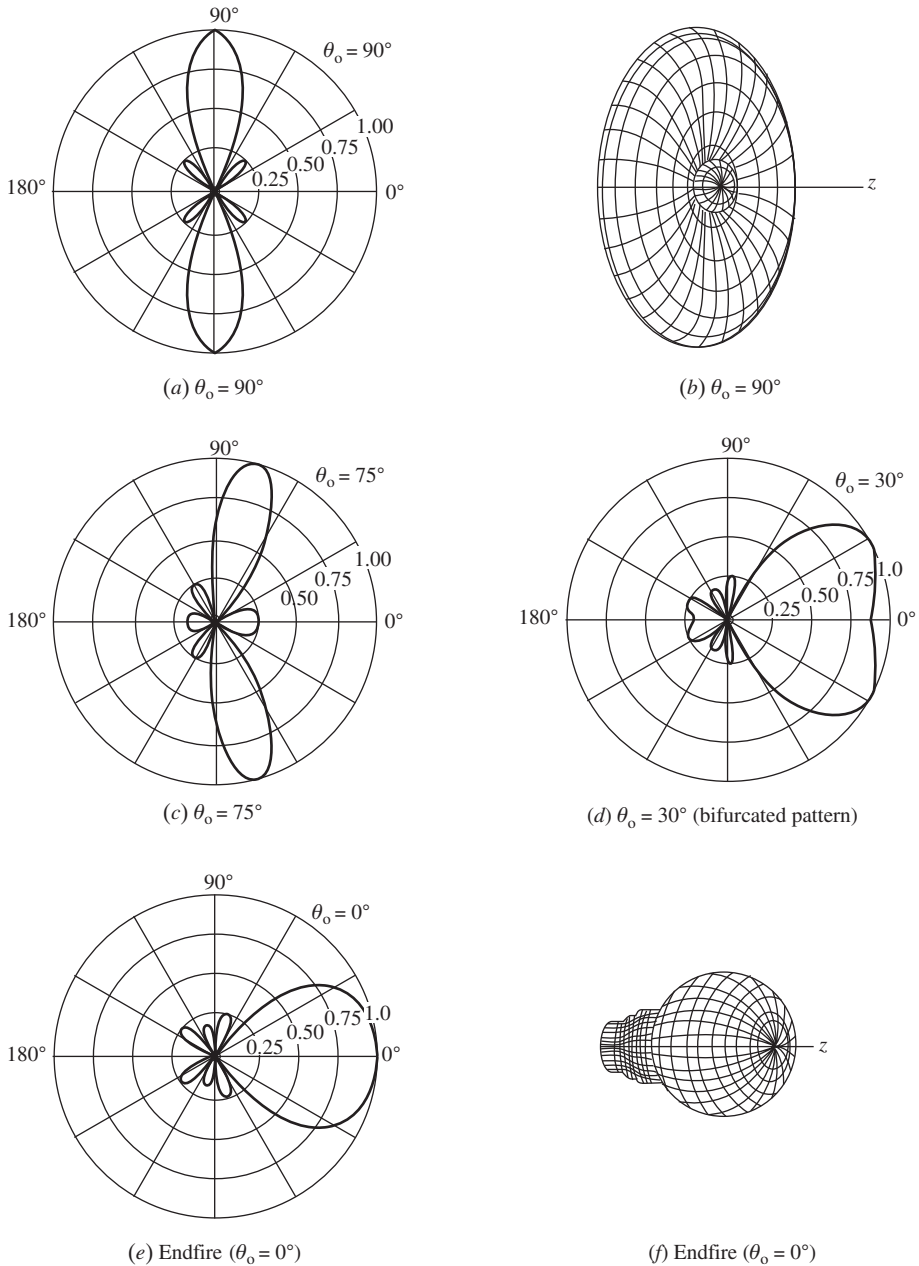 90°
θₒ = 90°
1.00
0.75
0.50
0.25
180°
0°
(a) θₒ = 90°
z
(b) θₒ = 90°
90°
θₒ = 75°
1.00
0.75
0.50
180°
0°
(c) θₒ = 75°
90°
θₒ = 30°
1.0
0.75
0.50
0.25
180°
0°
(d) θₒ = 30° (bifurcated pattern)
90°
θₒ = 0°
1.0
0.75
0.50
0.25
180°
0°
(e) Endfire (θₒ = 0°)
z
(f) Endfire (θₒ = 0°)